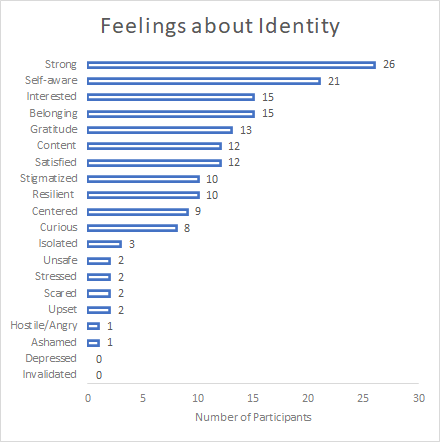 Feelings about Identity
Strong 26
Self-aware 21
Interested 15
Belonging 15
Gratitude 13
Content 12
Satisfied 12
Stigmatized 10
Resilient 10
Centered 9
Curious 8
Isolated 3
Unsafe 2
Stressed 2
Scared 2
Upset 2
Hostile/Angry 1
Ashamed 1
Depressed 0
Invalidated 0
0 5 10 15 20 25 30
Number of Participants